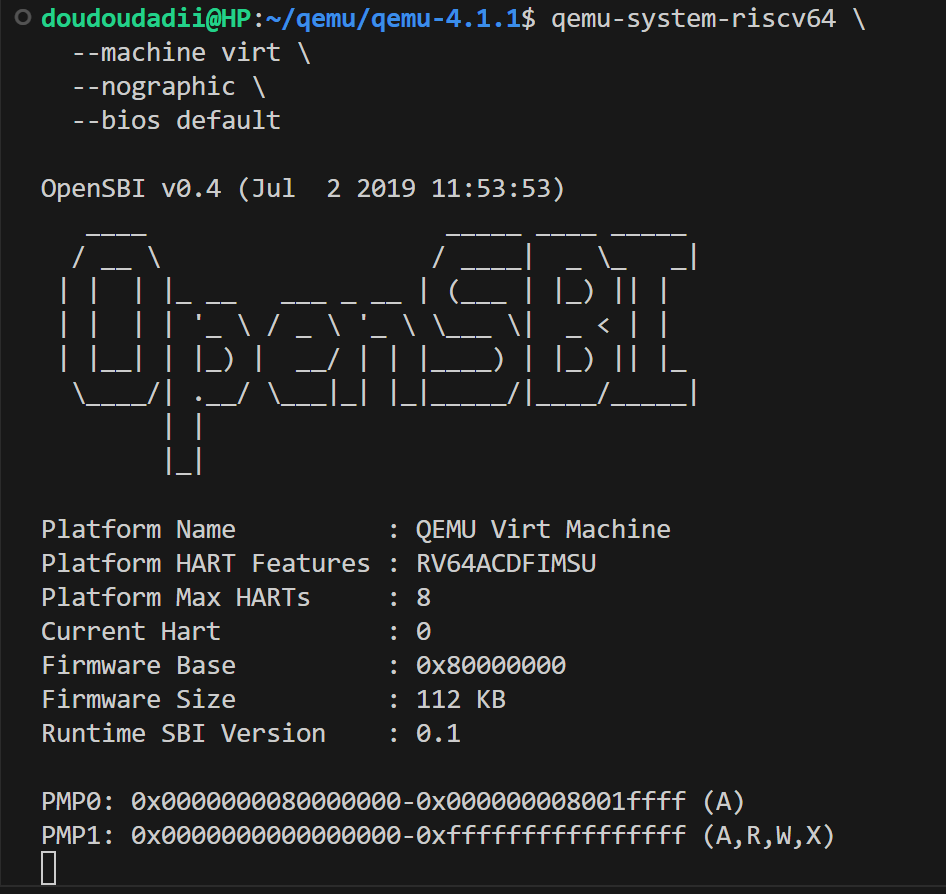 doudoudadii@HP:~/qemu/qemu-4.1.1$ qemu-system-riscv64 \
  --machine virt \
  --nographic \
  --bios default

OpenSBI v0.4 (Jul  2 2019 11:53:53)
   ____                    _____ ____ _____
  / __ \                  / ____|  _ \_   _|
 | |  | |_ __   ___ _ __ | (___ | |_) || |
 | |  | | '_ \ / _ \ '_ \ \___ \|  _ < | |
 | |__| | |_) |  __/ | | |____) | |_) || |_
  \____/| .__/ \___|_| |_|_____/|____/_____|
        | |
        |_|

Platform Name          : QEMU Virt Machine
Platform HART Features : RV64ACDFIMSU
Platform Max HARTs     : 8
Current Hart           : 0
Firmware Base          : 0x80000000
Firmware Size          : 112 KB
Runtime SBI Version    : 0.1

PMP0: 0x0000000080000000-0x000000008001ffff (A)
PMP1: 0x0000000000000000-0xffffffffffffffff (A,R,W,X)